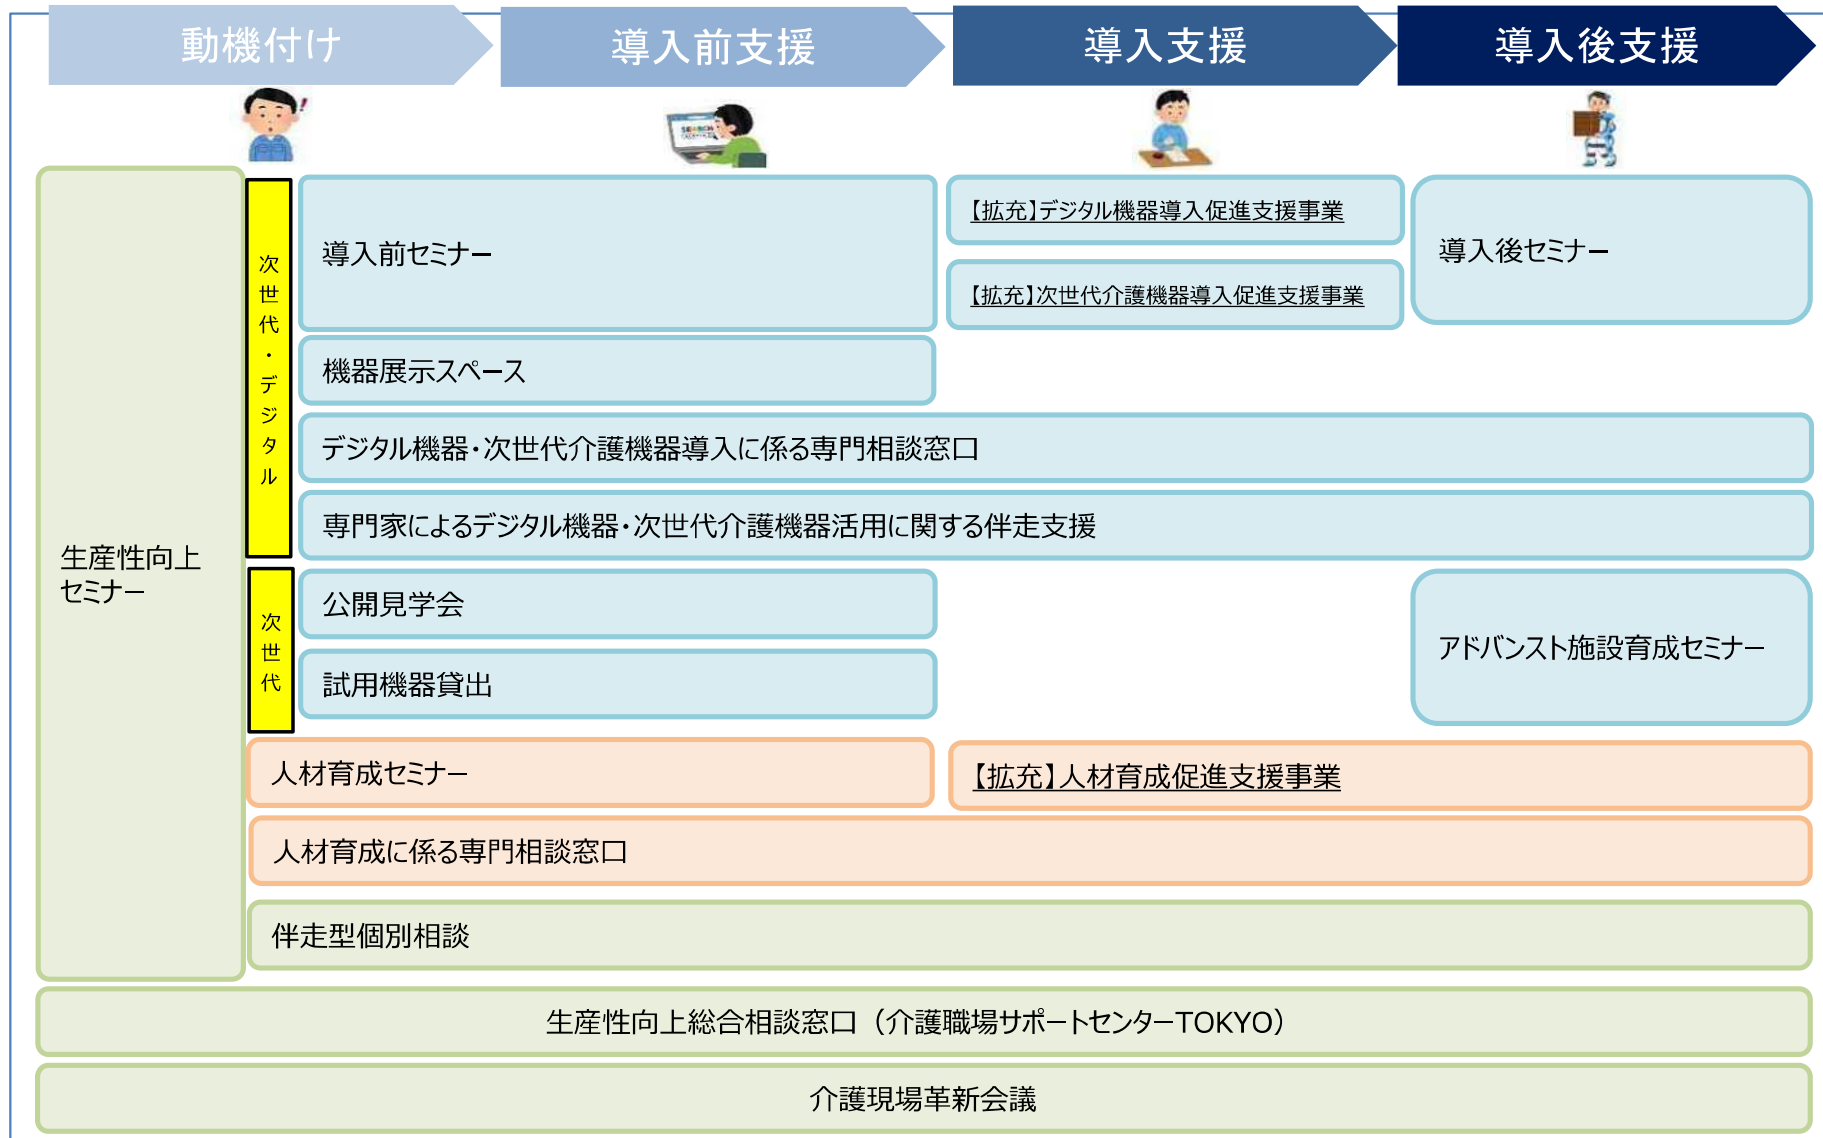 動機付け
導入前支援
導入支援
導入後支援
生産性向上
セミナー
次世代・デジタル
導入前セミナー
【拡充】デジタル機器導入促進支援事業
【拡充】次世代介護機器導入促進支援事業
導入後セミナー
機器展示スペース
デジタル機器・次世代介護機器導入に係る専門相談窓口
専門家によるデジタル機器・次世代介護機器活用に関する伴走支援
次世代
公開見学会
試用機器貸出
アドバンスト施設育成セミナー
人材育成セミナー
【拡充】人材育成促進支援事業
人材育成に係る専門相談窓口
伴走型個別相談
生産性向上総合相談窓口（介護職場サポートセンターTOKYO）
介護現場革新会議